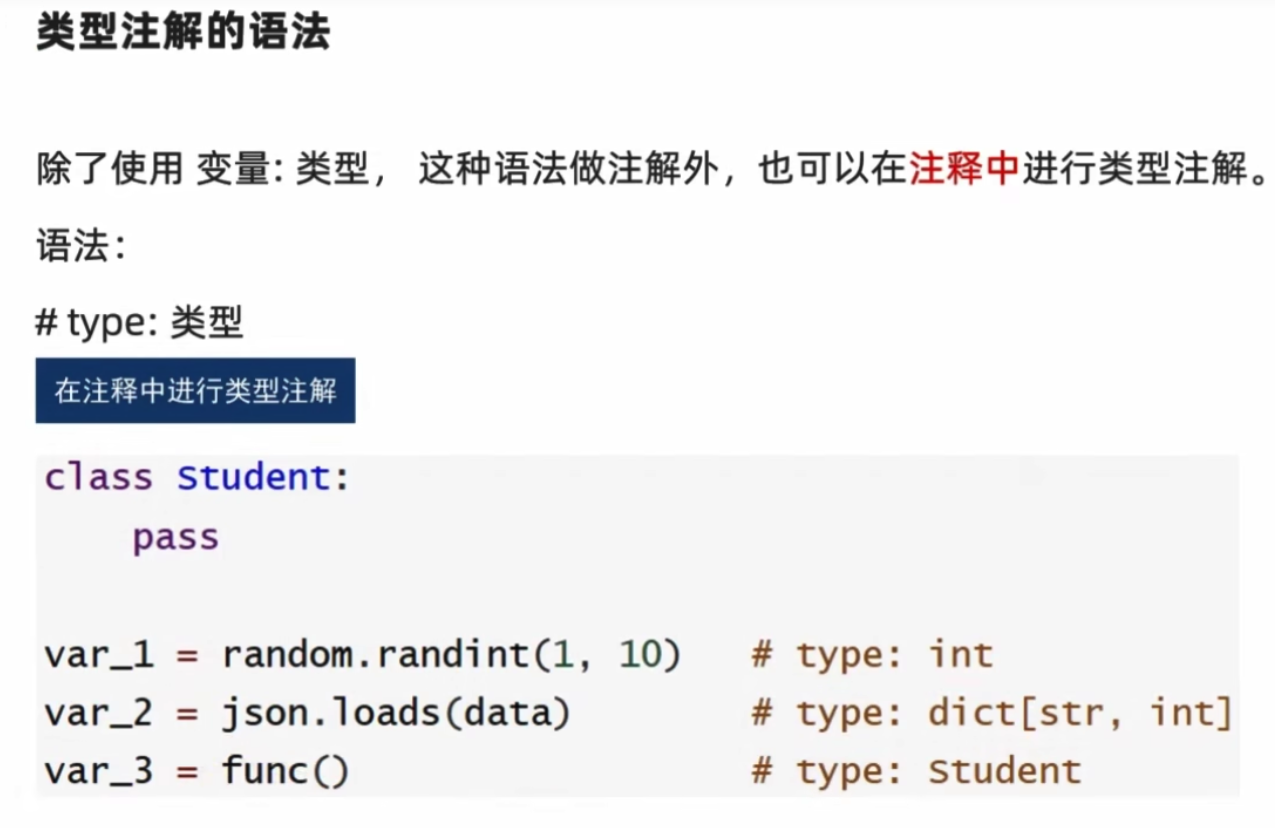 类型注解的语法
除了使用 变量: 类型， 这种语法做注解外，也可以在注释中进行类型注解。
语法：
# type: 类型
在注释中进行类型注解
class Student:
    pass
var_1 = random.randint(1, 10)   # type: int
var_2 = json.loads(data)        # type: dict[str, int]
var_3 = func()                  # type: Student